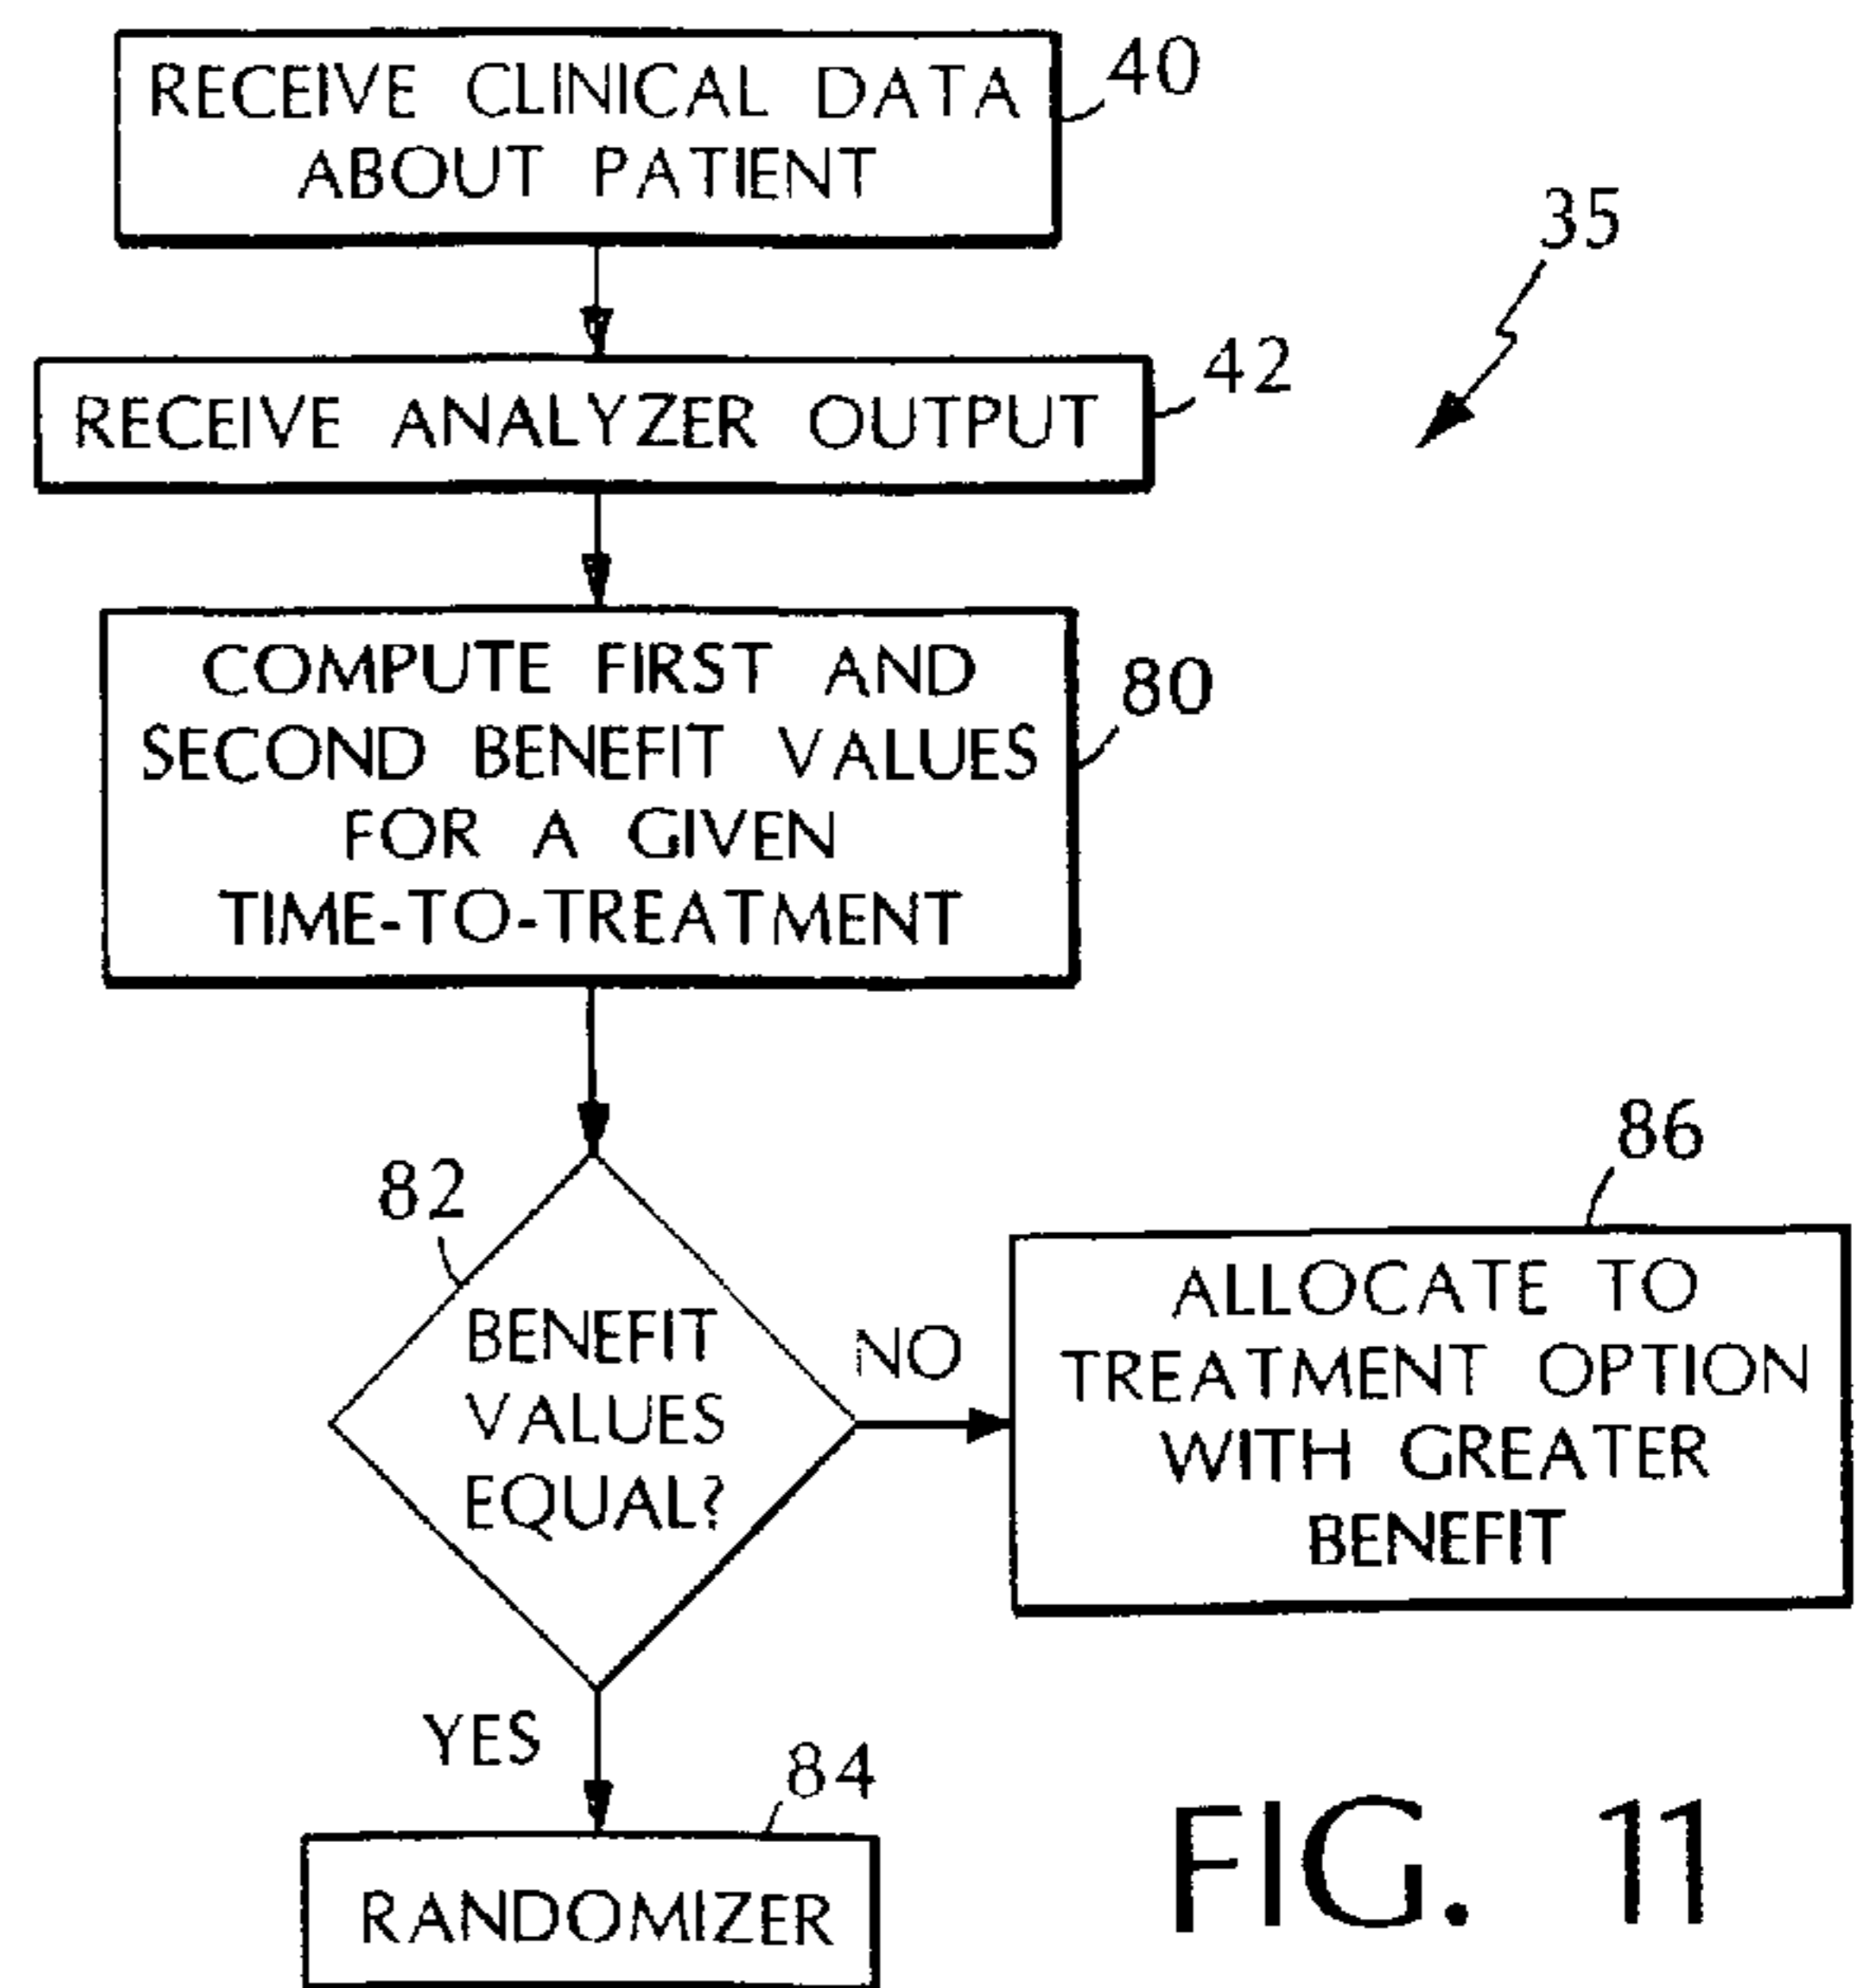 RECEIVE CLINICAL DATA
ABOUT PATIENT
40
35
RECEIVE ANALYZER OUTPUT
42
COMPUTE FIRST AND
SECOND BENEFIT VALUES
FOR A GIVEN
TIME-TO-TREATMENT
80
82
BENEFIT
VALUES
EQUAL?
NO
86
ALLOCATE TO
TREATMENT OPTION
WITH GREATER
BENEFIT
YES
84
RANDOMIZER
FIG. 11